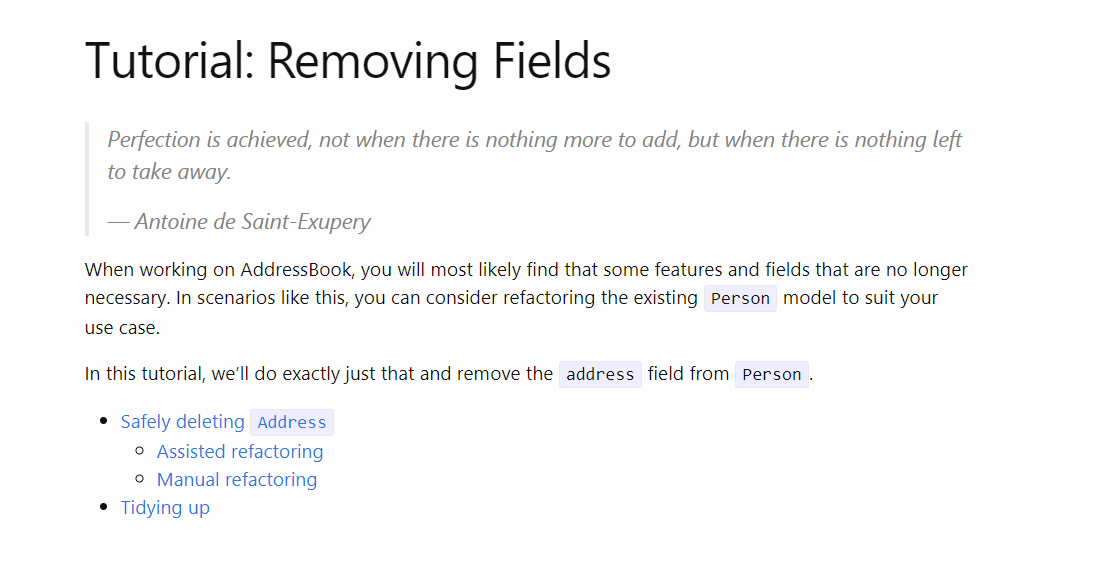 Tutorial: Removing Fields
Perfection is achieved, not when there is nothing more to add, but when there is nothing left
to take away.
— Antoine de Saint-Exupery
When working on AddressBook, you will most likely find that some features and fields that are no longer
necessary. In scenarios like this, you can consider refactoring the existing Person model to suit your
use case.
In this tutorial, we’ll do exactly just that and remove the address field from Person.
Safely deleting Address
Assisted refactoring
Manual refactoring
Tidying up